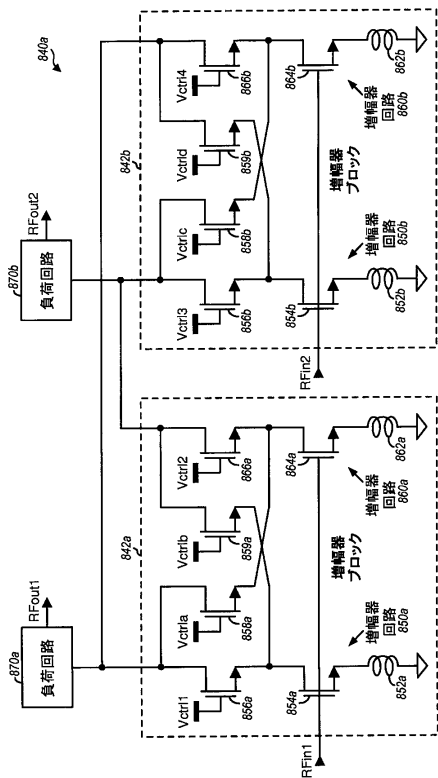 840a
870a
負荷回路
RFout1
870b
負荷回路
RFout2
842a
Vctrl1
856a
Vctrla
858a
Vctrlb
859a
Vctrl2
866a
854a
864a
増幅器
ブロック
増幅器
回路
850a
増幅器
回路
860a
852a
862a
RFin1
842b
Vctrl3
856b
Vctrlc
858b
Vctrld
859b
Vctrl4
866b
854b
864b
増幅器
ブロック
増幅器
回路
850b
増幅器
回路
860b
852b
862b
RFin2